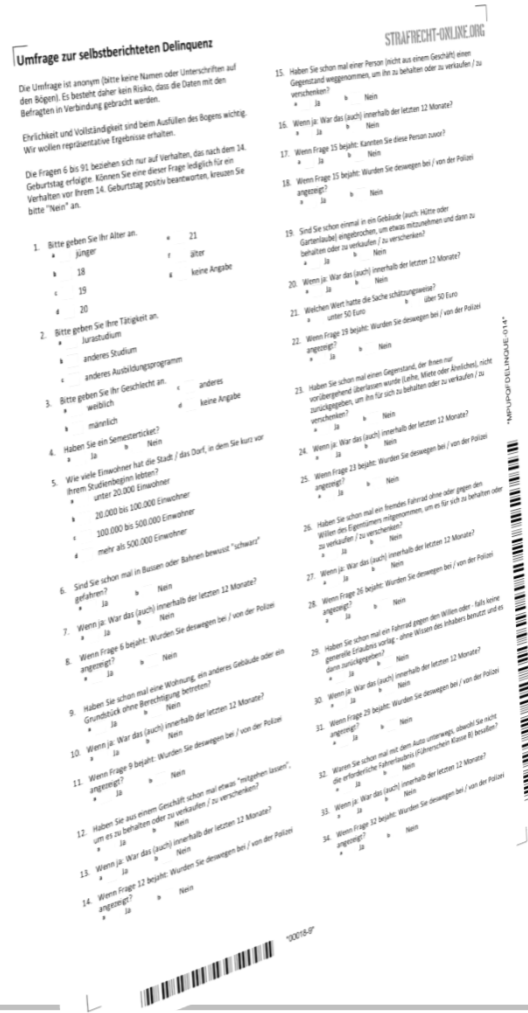 STRAFRECHT-ONLINE.ORG
Umfrage zur selbstberichteten Delinquenz
Die Umfrage ist anonym (bitte keine Namen oder Unterschriften auf
den Bögen). Es besteht daher kein Risiko, dass die Daten mit den
Befragten in Verbindung gebracht werden.
Ehrlichkeit und Vollständigkeit sind beim Ausfüllen des Bogens wichtig.
Wir wollen repräsentative Ergebnisse erhalten.
Die Fragen 6 bis 91 beziehen sich nur auf Verhalten, das nach dem 14.
Geburtstag erfolgte. Können Sie eine dieser Frage lediglich für ein
Verhalten vor Ihrem 14. Geburtstag positiv beantworten, kreuzen Sie
bitte "Nein" an.
1. Bitte geben Sie Ihr Alter an.
a jünger e 21
b 18 f älter
c 19 g keine Angabe
d 20
2. Bitte geben Sie Ihre Tätigkeit an.
a Jurastudium
b anderes Studium
c anderes Ausbildungsprogramm
3. Bitte geben Sie Ihr Geschlecht an.
a weiblich c anderes
b männlich d keine Angabe
4. Haben Sie ein Semesterticket?
a Ja b Nein
5. Wie viele Einwohner hat die Stadt / das Dorf, in dem Sie kurz vor
Ihrem Studienbeginn lebten?
a unter 20.000 Einwohner
b 20.000 bis 100.000 Einwohner
c 100.000 bis 500.000 Einwohner
d mehr als 500.000 Einwohner
6. Sind Sie schon mal in Bussen oder Bahnen bewusst "schwarz"
gefahren?
a Ja b Nein
7. Wenn ja: War das (auch) innerhalb der letzten 12 Monate?
a Ja b Nein
8. Wenn Frage 6 bejaht: Wurden Sie deswegen bei / von der Polizei
angezeigt?
a Ja b Nein
9. Haben Sie schon mal eine Wohnung, ein anderes Gebäude oder ein
Grundstück ohne Berechtigung betreten?
a Ja b Nein
10. Wenn ja: War das (auch) innerhalb der letzten 12 Monate?
a Ja b Nein
11. Wenn Frage 9 bejaht: Wurden Sie deswegen bei / von der Polizei
angezeigt?
a Ja b Nein
12. Haben Sie aus einem Geschäft schon mal etwas "mitgehen lassen",
um es zu behalten oder zu verkaufen / zu verschenken?
a Ja b Nein
13. Wenn ja: War das (auch) innerhalb der letzten 12 Monate?
a Ja b Nein
14. Wenn Frage 12 bejaht: Wurden Sie deswegen bei / von der Polizei
angezeigt?
a Ja b Nein
15. Haben Sie schon mal einer Person (nicht aus einem Geschäft) einen
Gegenstand weggenommen, um ihn zu behalten oder zu verkaufen / zu
verschenken?
a Ja b Nein
16. Wenn ja: War das (auch) innerhalb der letzten 12 Monate?
a Ja b Nein
17. Wenn Frage 15 bejaht: Kannten Sie diese Person zuvor?
a Ja b Nein
18. Wenn Frage 15 bejaht: Wurden Sie deswegen bei / von der Polizei
angezeigt?
a Ja b Nein
19. Sind Sie schon einmal in ein Gebäude (auch: Hütte oder
Gartenlaube) eingebrochen, um etwas mitzunehmen und dann zu
behalten oder zu verkaufen / zu verschenken?
a Ja b Nein
20. Wenn ja: War das (auch) innerhalb der letzten 12 Monate?
a Ja b Nein
21. Welchen Wert hatte die Sache schätzungsweise?
a unter 50 Euro b über 50 Euro
22. Wenn Frage 19 bejaht: Wurden Sie deswegen bei / von der Polizei
angezeigt?
a Ja b Nein
23. Haben Sie schon mal einen Gegenstand, der Ihnen nur
vorübergehend überlassen wurde (Leihe, Miete oder Ähnliches), nicht
zurückgegeben, um ihn für sich zu behalten oder zu verkaufen / zu
verschenken?
a Ja b Nein
24. Wenn ja: War das (auch) innerhalb der letzten 12 Monate?
a Ja b Nein
25. Wenn Frage 23 bejaht: Wurden Sie deswegen bei / von der Polizei
angezeigt?
a Ja b Nein
26. Haben Sie schon mal ein fremdes Fahrrad ohne oder gegen den
Willen des Eigentümers mitgenommen, um es für sich zu behalten oder
zu verkaufen / zu verschenken?
a Ja b Nein
27. Wenn ja: War das (auch) innerhalb der letzten 12 Monate?
a Ja b Nein
28. Wenn Frage 26 bejaht: Wurden Sie deswegen bei / von der Polizei
angezeigt?
a Ja b Nein
29. Haben Sie schon mal ein Fahrrad gegen den Willen oder - falls keine
generelle Erlaubnis vorlag - ohne Wissen des Inhabers benutzt und es
dann zurückgegeben?
a Ja b Nein
30. Wenn ja: War das (auch) innerhalb der letzten 12 Monate?
a Ja b Nein
31. Wenn Frage 29 bejaht: Wurden Sie deswegen bei / von der Polizei
angezeigt?
a Ja b Nein
32. Waren Sie schon mal mit dem Auto unterwegs, obwohl Sie nicht
die erforderliche Fahrerlaubnis (Führerschein Klasse B) besaßen?
a Ja b Nein
33. Wenn ja: War das (auch) innerhalb der letzten 12 Monate?
a Ja b Nein
34. Wenn Frage 32 bejaht: Wurden Sie deswegen bei / von der Polizei
angezeigt?
a Ja b Nein
*MPUPQFDELINQUE-014*
*00018-9*